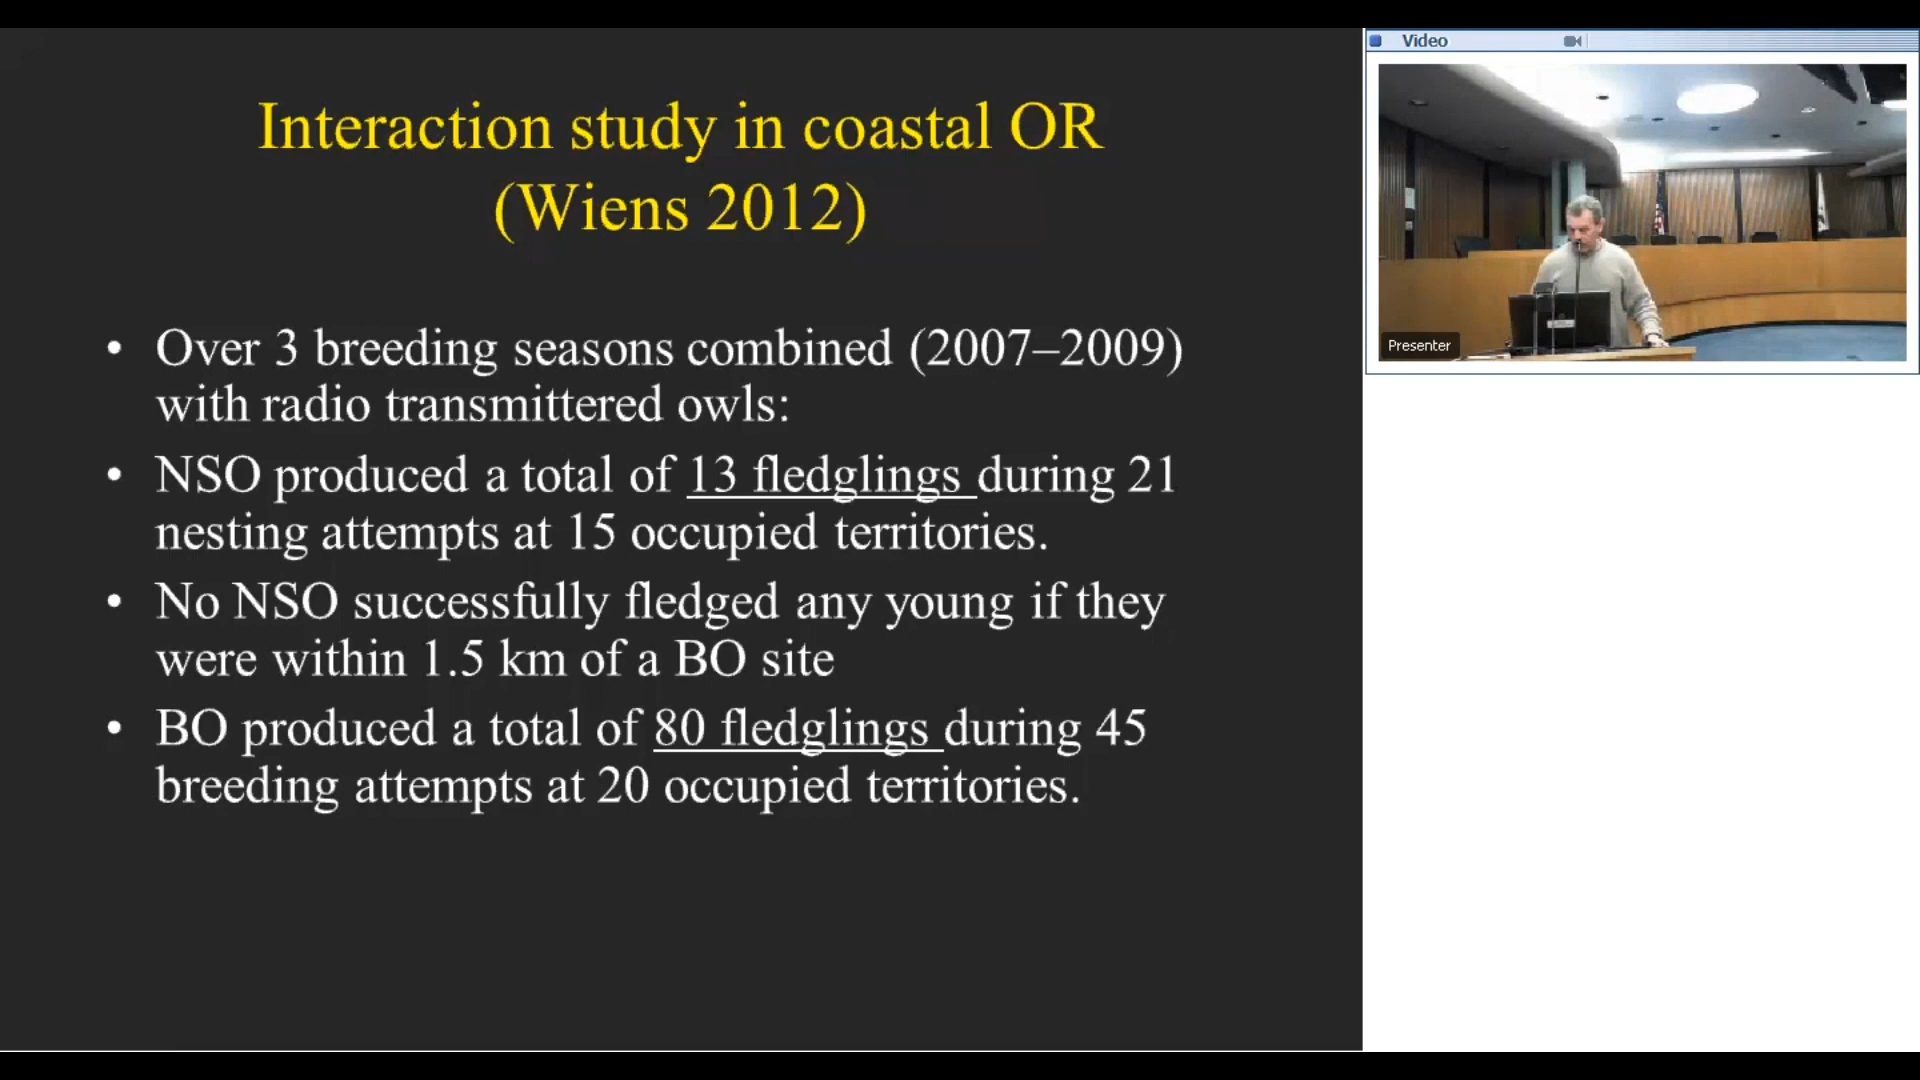 Interaction study in coastal OR
(Wiens 2012)
• Over 3 breeding seasons combined (2007–2009)
with radio transmittered owls:
• NSO produced a total of 13 fledglings during 21
nesting attempts at 15 occupied territories.
• No NSO successfully fledged any young if they
were within 1.5 km of a BO site
• BO produced a total of 80 fledglings during 45
breeding attempts at 20 occupied territories.
Video
Presenter